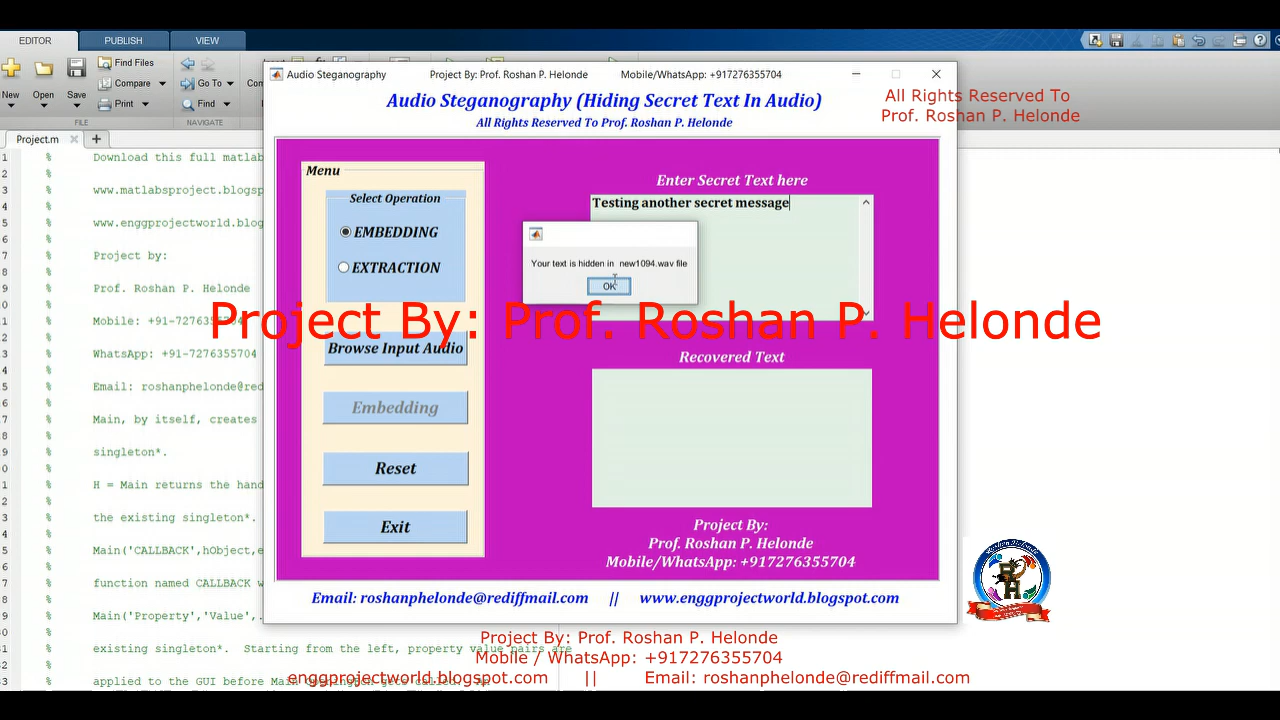 EDITOR PUBLISH VIEW
New Open Save Find Files Compare Print Go To Find
FILE NAVIGATE
Project.m
% Download this full matlab
%
% www.matlabsproject.blogsp
%
% www.enggprojectworld.blog
%
% Project by:
%
% Prof. Roshan P. Helonde
%
% Mobile: +91-7276355704
%
% WhatsApp: +91-7276355704
%
% Email: roshanphelonde@red
% Main, by itself, creates
% singleton*.
% H = Main returns the hand
% the existing singleton*.
% Main('CALLBACK',hObject,e
% function named CALLBACK w
% Main('Property','Value',.
% existing singleton*. Starting from the left, property value pairs are
% applied to the GUI before Main
Audio Steganography Project By: Prof. Roshan P. Helonde Mobile/WhatsApp: +917276355704
Audio Steganography (Hiding Secret Text In Audio)
All Rights Reserved To Prof. Roshan P. Helonde
All Rights Reserved To
Prof. Roshan P. Helonde
Menu
Select Operation
EMBEDDING
EXTRACTION
Browse Input Audio
Embedding
Reset
Exit
Enter Secret Text here
Testing another secret message
Your text is hidden in new1094.wav file
OK
Project By: Prof. Roshan P. Helonde
Recovered Text
Project By:
Prof. Roshan P. Helonde
Mobile/WhatsApp: +917276355704
Email: roshanphelonde@rediffmail.com || www.enggprojectworld.blogspot.com
Project By: Prof. Roshan P. Helonde
Mobile / WhatsApp: +917276355704
enggprojectworld.blogspot.com || Email: roshanphelonde@rediffmail.com